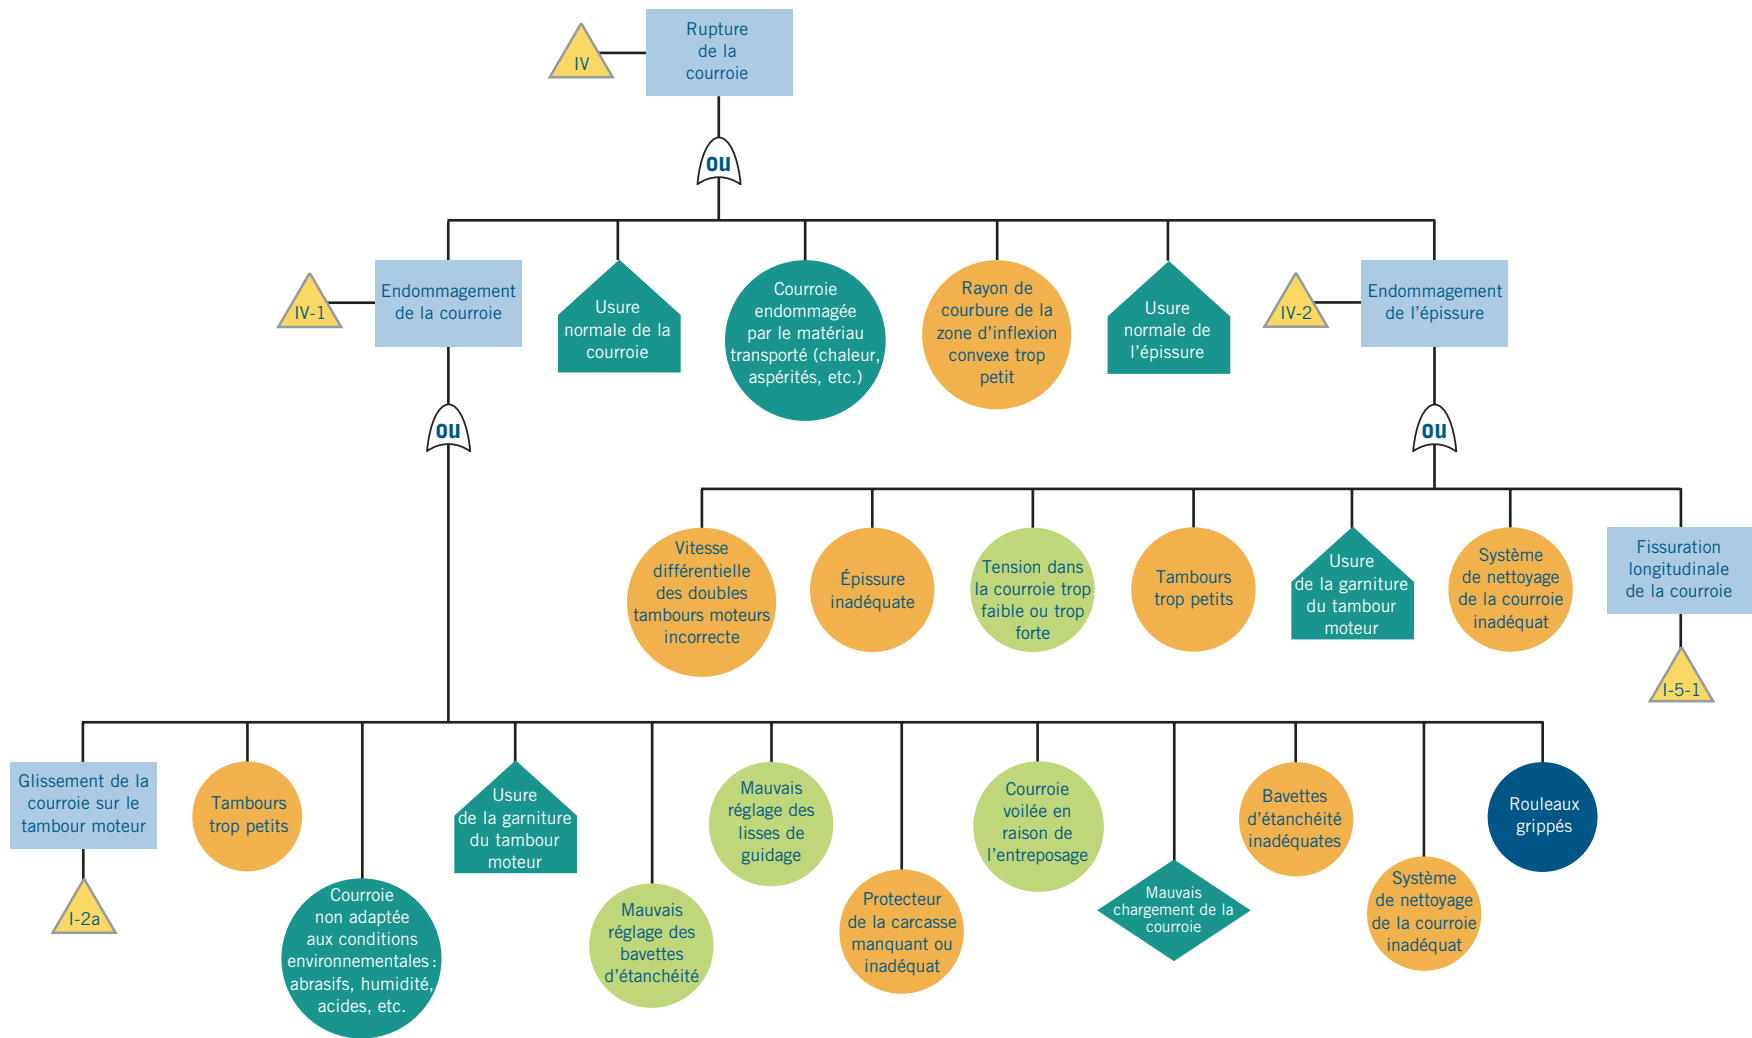 Rupture
de la
courroie
IV
ou
Endommagement
de la courroie
IV-1
Usure
normale de la
courroie
Courroie
endommagée
par le matériau
transporté (chaleur,
aspérités, etc.)
Rayon de
courbure de la
zone d'inflexion
convexe trop
petit
Usure
normale de
l'épissure
Endommagement
de l'épissure
IV-2
ou
ou
Vitesse
différentielle
des doubles
tambours moteurs
incorrecte
Épissure
inadéquate
Tension dans
la courroie trop
faible ou trop
forte
Tambours
trop petits
Usure
de la garniture
du tambour
moteur
Système
de nettoyage
de la courroie
inadéquat
Fissuration
longitudinale
de la courroie
I-5-1
Glissement de la
courroie sur le
tambour moteur
I-2a
Tambours
trop petits
Courroie
non adaptée
aux conditions
environnementales :
abrasifs, humidité,
acides, etc.
Usure
de la garniture
du tambour
moteur
Mauvais
réglage des
bavettes
d'étanchéité
Mauvais
réglage des
lisses de
guidage
Protecteur
de la carcasse
manquant ou
inadéquat
Courroie
voilée en
raison de
l'entreposage
Mauvais
chargement de la
courroie
Bavettes
d'étanchéité
inadéquates
Système
de nettoyage
de la courroie
inadéquat
Rouleaux
grippés